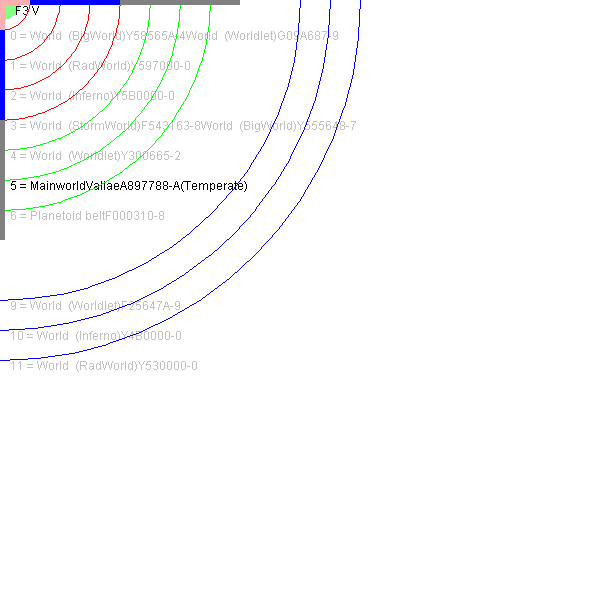 F3 V
0 = World (BigWorld)Y58565A-4World (Worldlet)G09A687-9
1 = World (RadWorld)Y597000-0
2 = World (Inferno)Y5B0000-0
3 = World (StormWorld)F543163-8World (BigWorld)Y555648-7
4 = World (Worldlet)Y300665-2
5 = MainworldVallaeA897788-A(Temperate)
6 = Planetoid beltF000310-8
9 = World (Worldlet)F25647A-9
10 = World (Inferno)Y4B0000-0
11 = World (RadWorld)Y530000-0